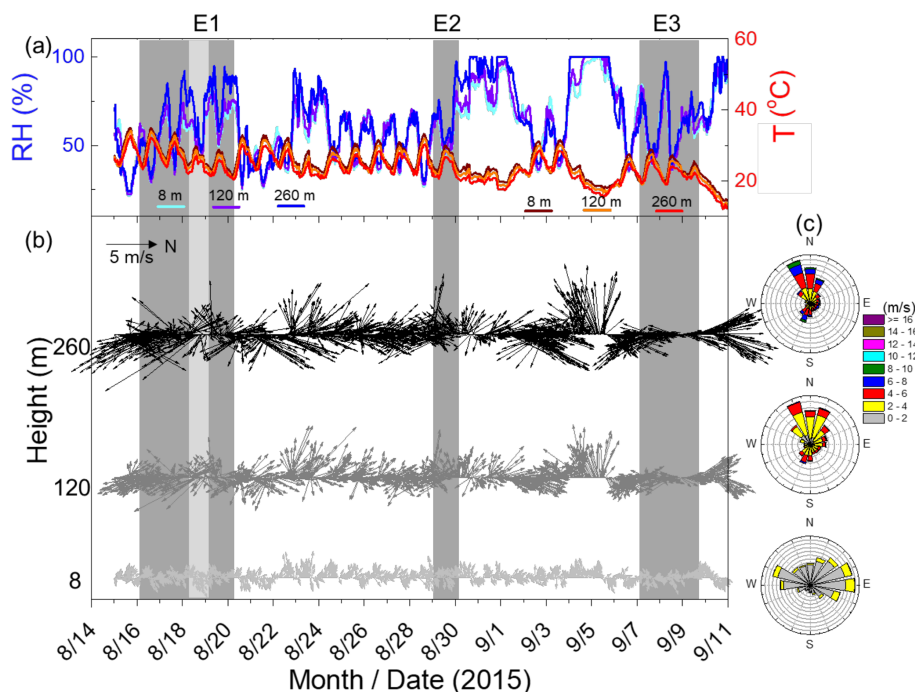 E1 E2 E3
(a)
100
50
RH (%)
60
40
20
T (°C)
8 m 120 m 260 m 8 m 120 m 260 m
(b)
N
5 m/s
260
120
8
Height (m)
8/14 8/16 8/18 8/20 8/22 8/24 8/26 8/28 8/30 9/1 9/3 9/5 9/7 9/9 9/11
Month / Date (2015)
(c)
N
W E
S
(m/s)
>= 16
14 - 16
12 - 14
10 - 12
8 - 10
6 - 8
4 - 6
2 - 4
0 - 2
N
W E
S
N
W E
S